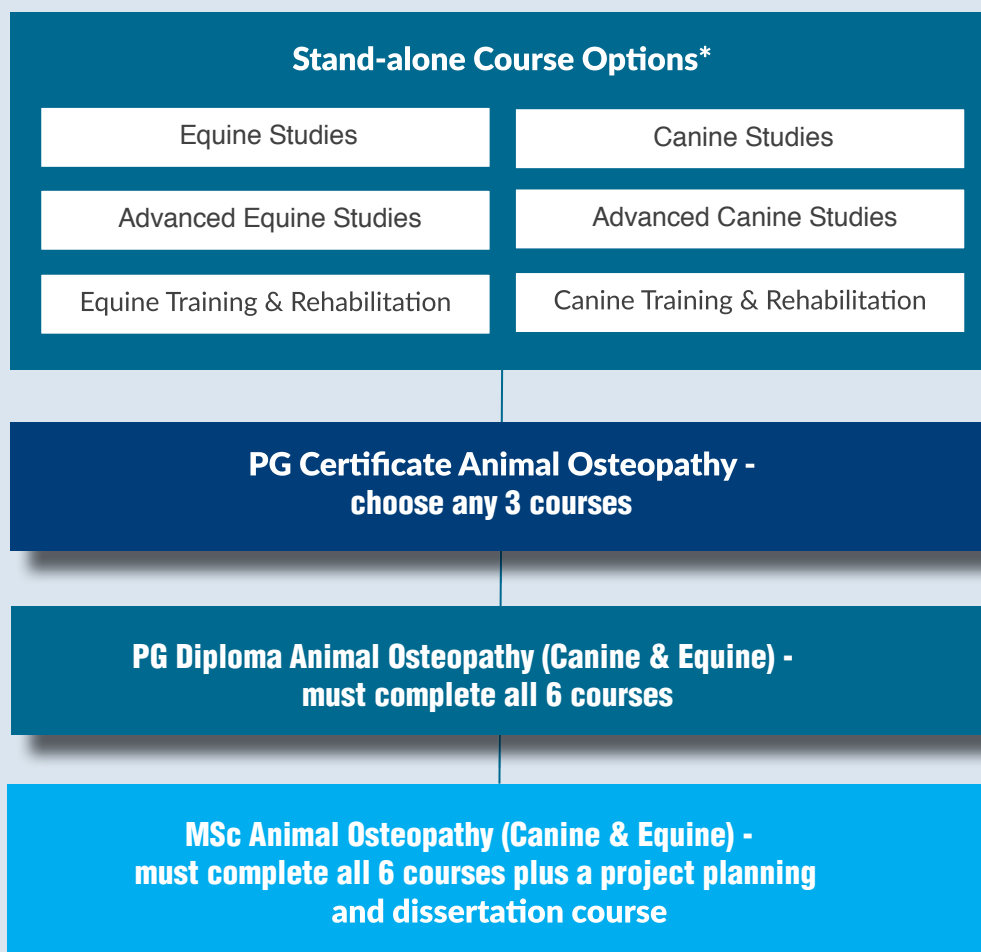 Stand-alone Course Options*
Equine Studies
Canine Studies
Advanced Equine Studies
Advanced Canine Studies
Equine Training & Rehabilitation
Canine Training & Rehabilitation
PG Certificate Animal Osteopathy -
choose any 3 courses
PG Diploma Animal Osteopathy (Canine & Equine) -
must complete all 6 courses
MSc Animal Osteopathy (Canine & Equine) -
must complete all 6 courses plus a project planning
and dissertation course